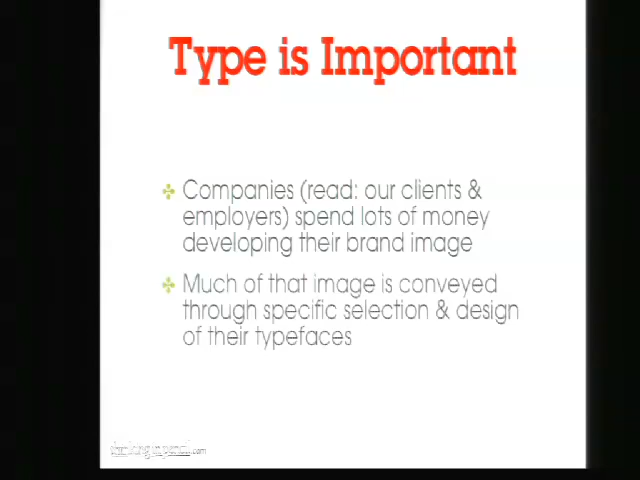 Type is Important
Companies (read: our clients &
employers) spend lots of money
developing their brand image
Much of that image is conveyed
through specific selection & design
of their typefaces